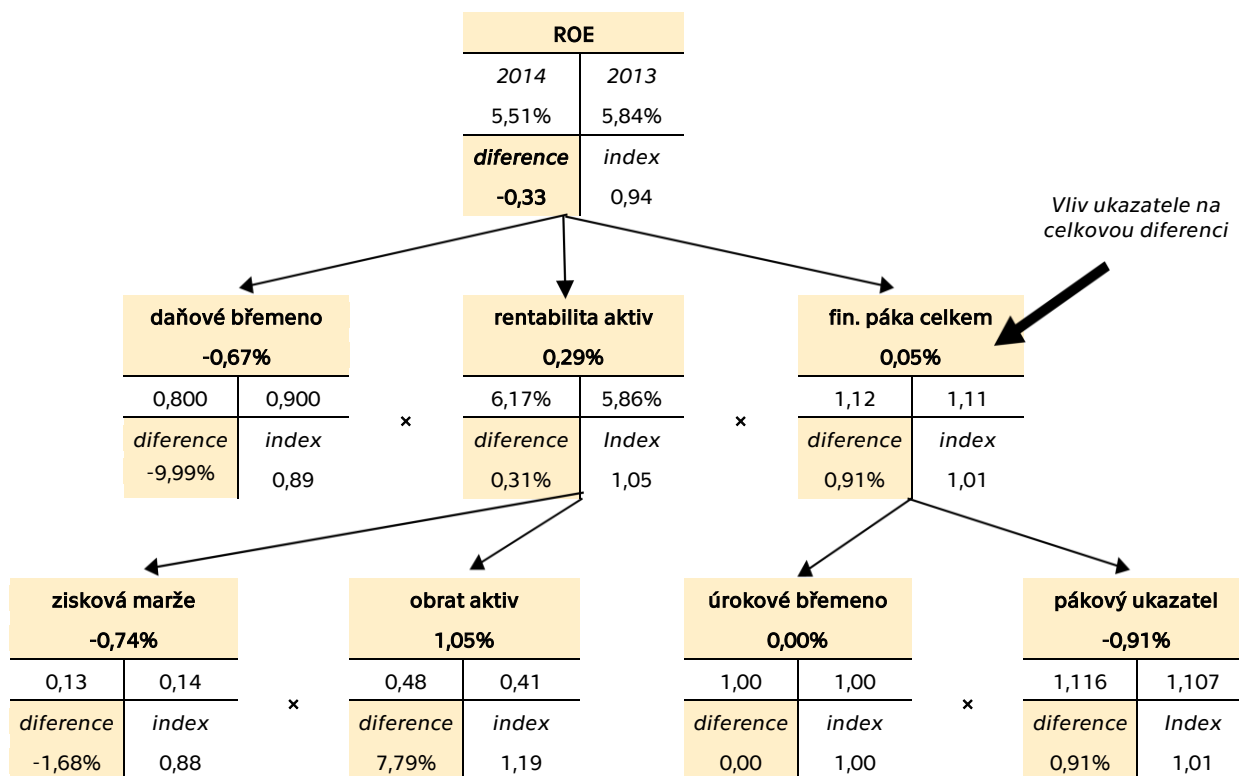 ROE
2014 2013
5,51% 5,84%
diference index
-0,33 0,94
Vliv ukazatele na
celkovou diferenci
daňové břemeno rentabilita aktiv fin. páka celkem
-0,67% 0,29% 0,05%
0,800 0,900 × 6,17% 5,86% × 1,12 1,11
diference index diference Index diference index
-9,99% 0,89 0,31% 1,05 0,91% 1,01
zisková marže obrat aktiv úrokové břemeno pákový ukazatel
-0,74% 1,05% 0,00% -0,91%
0,13 0,14 × 0,48 0,41 1,00 1,00 × 1,116 1,107
diference index diference index diference index diference Index
-1,68% 0,88 7,79% 1,19 0,00 1,00 0,91% 1,01